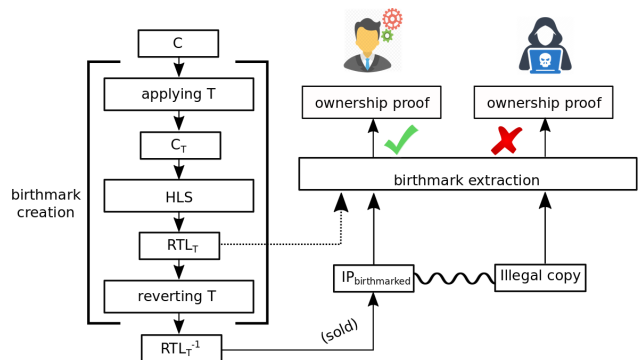 C
applying T
C_T
HLS
RTL_T
reverting T
RTL_T^-1
birthmark
creation
ownership proof
ownership proof
birthmark extraction
IP_birthmarked
Illegal copy
(sold)